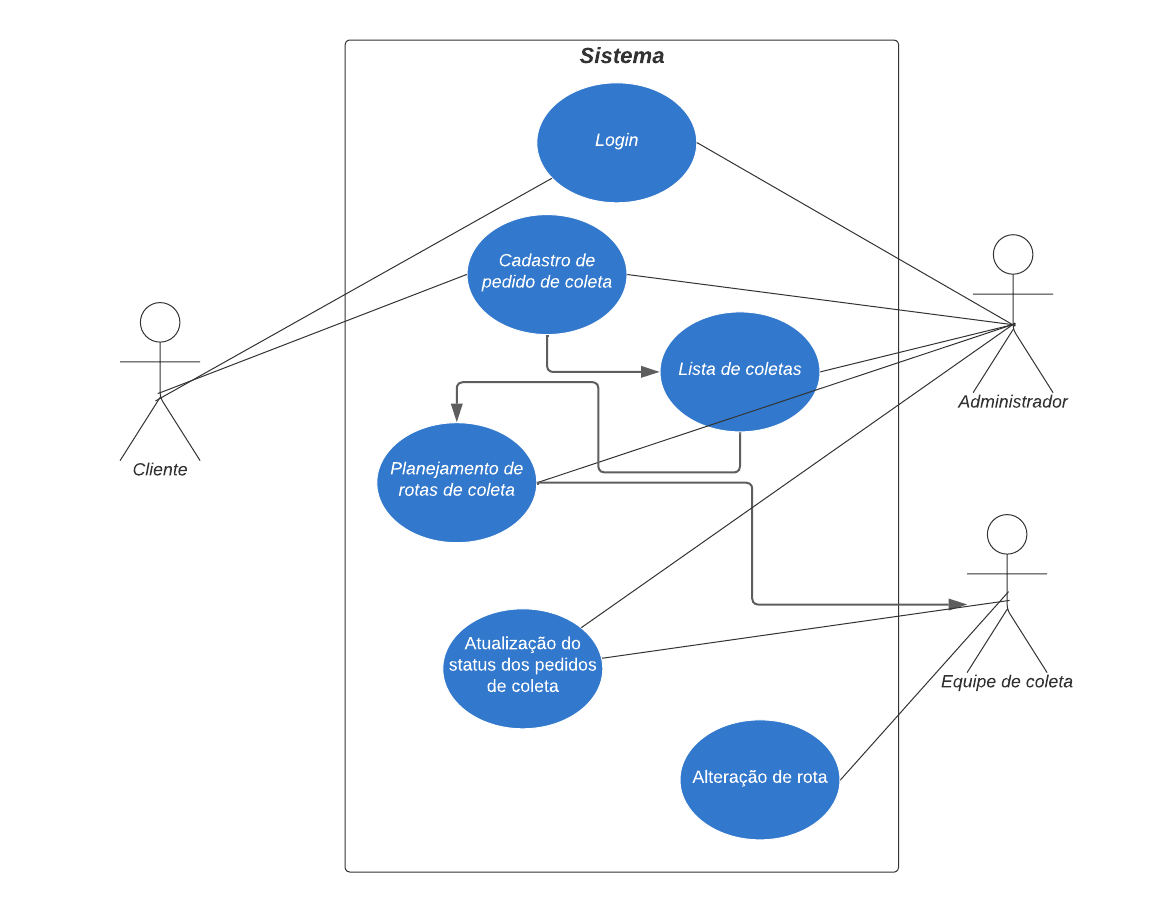 Sistema
Login
Cadastro de
pedido de coleta
Lista de coletas
Administrador
Cliente
Planejamento de
rotas de coleta
Atualização do
status dos pedidos
de coleta
Equipe de coleta
Alteração de rota